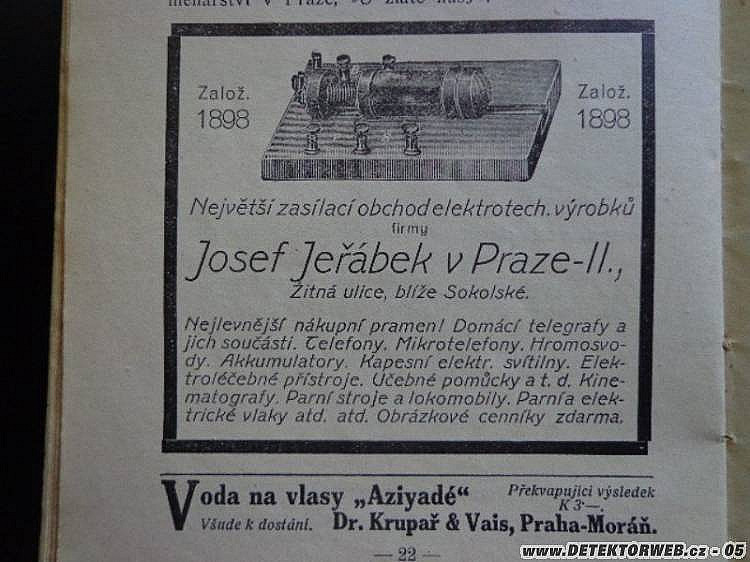 menářství v Praze,
Založ.
1898
Založ.
1898
Největší zasílací obchod elektrotech. výrobků
firmy
Josef Jeřábek v Praze-II.,
Žitná ulice, blíže Sokolské.
Nejlevnější nákupní pramen! Domácí telegrafy a
jich součásti. Telefony. Mikrotelefony. Hromosvo-
dy. Akkumulatory. Kapesní elektr. svítilny. Elek-
troléčebné přístroje. Učebné pomůcky a t. d. Kine-
matografy. Parní stroje a lokomobily. Parní a elek-
trické vlaky atd. atd. Obrázkové cenníky zdarma.
Voda na vlasy „Aziyadé“ Překvapující výsledek
K 3·—.
Všude k dostání. Dr. Krupař & Vais, Praha-Moráň.
— 22 —
www.DETEKTORWEB.cz - 05